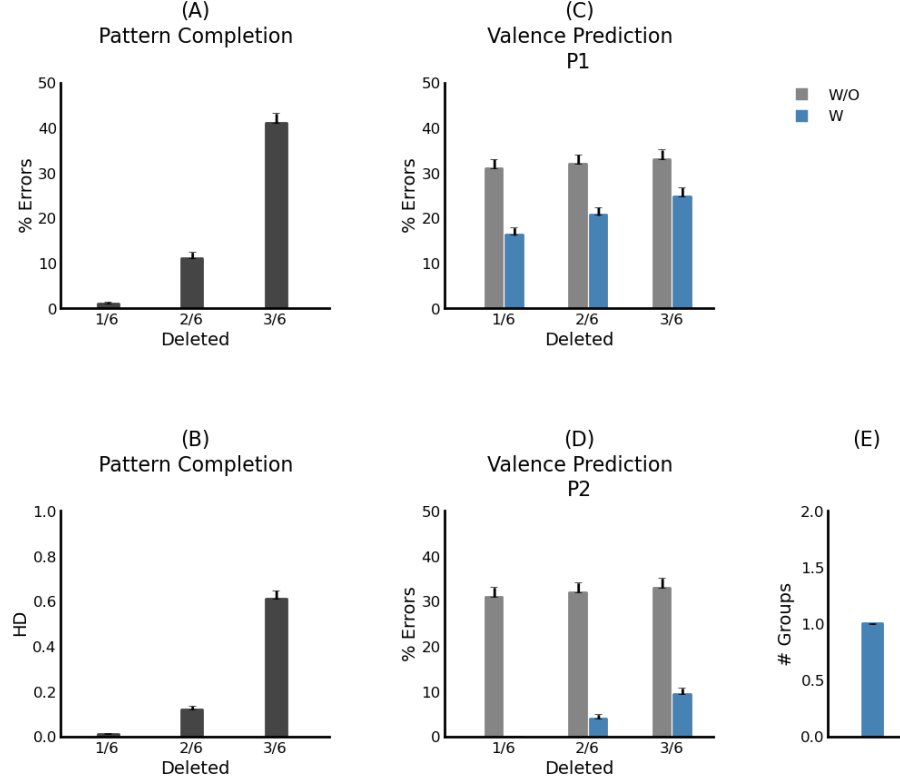 (A)
Pattern Completion
50
40
30
20
10
0
% Errors
1/6 2/6 3/6
Deleted
(C)
Valence Prediction
P1
50
40
30
20
10
0
% Errors
1/6 2/6 3/6
Deleted
W/O
W
(B)
Pattern Completion
1.0
0.8
0.6
0.4
0.2
0.0
HD
1/6 2/6 3/6
Deleted
(D)
Valence Prediction
P2
50
40
30
20
10
0
% Errors
1/6 2/6 3/6
Deleted
(E)
2.0
1.5
1.0
0.5
0.0
# Groups